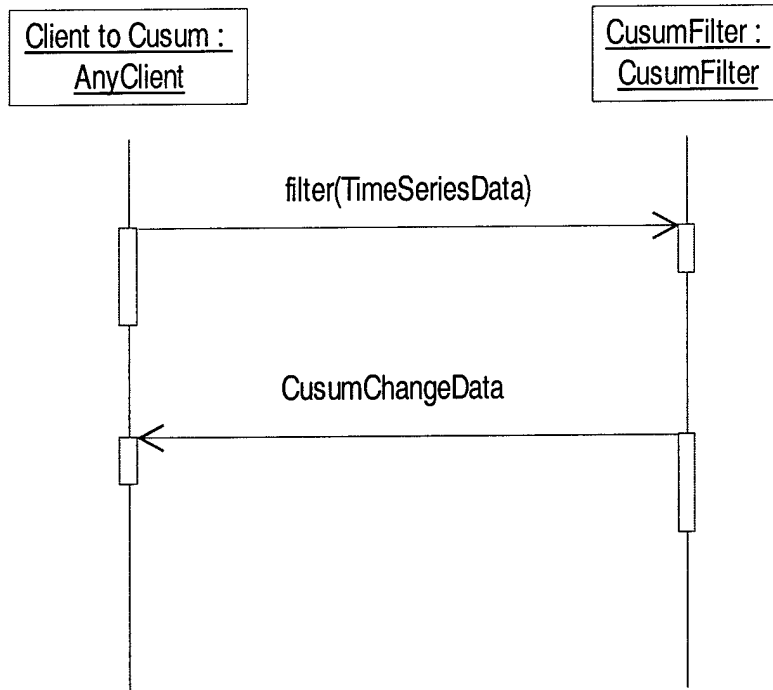 Client to Cusum :
AnyClient
CusumFilter :
CusumFilter
filter(TimeSeriesData)
CusumChangeData